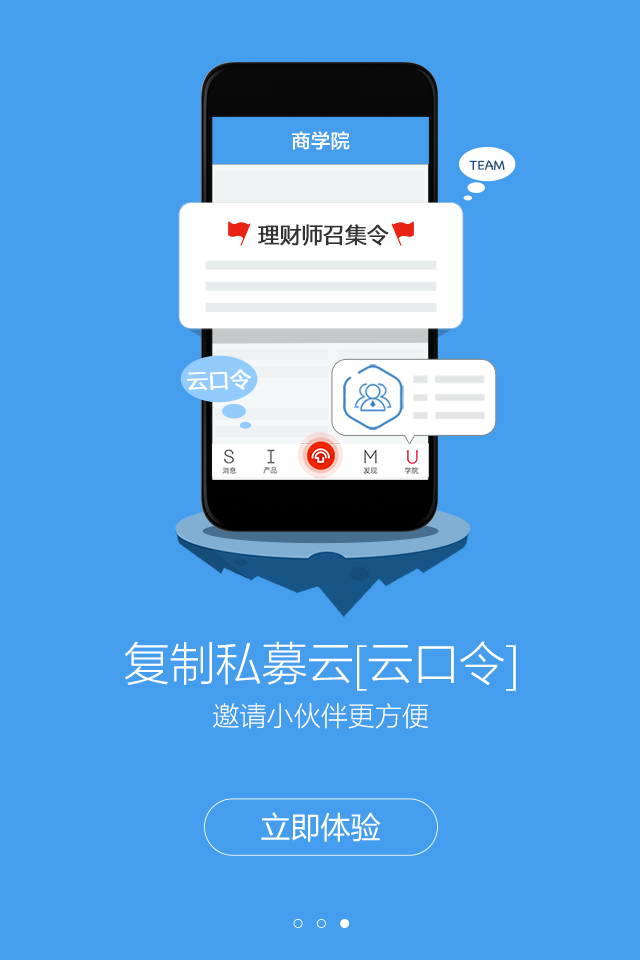 商学院
TEAM
理财师召集令
云口令
S I M U
消息 产品 发现 学院
复制私募云[云口令]
邀请小伙伴更方便
立即体验